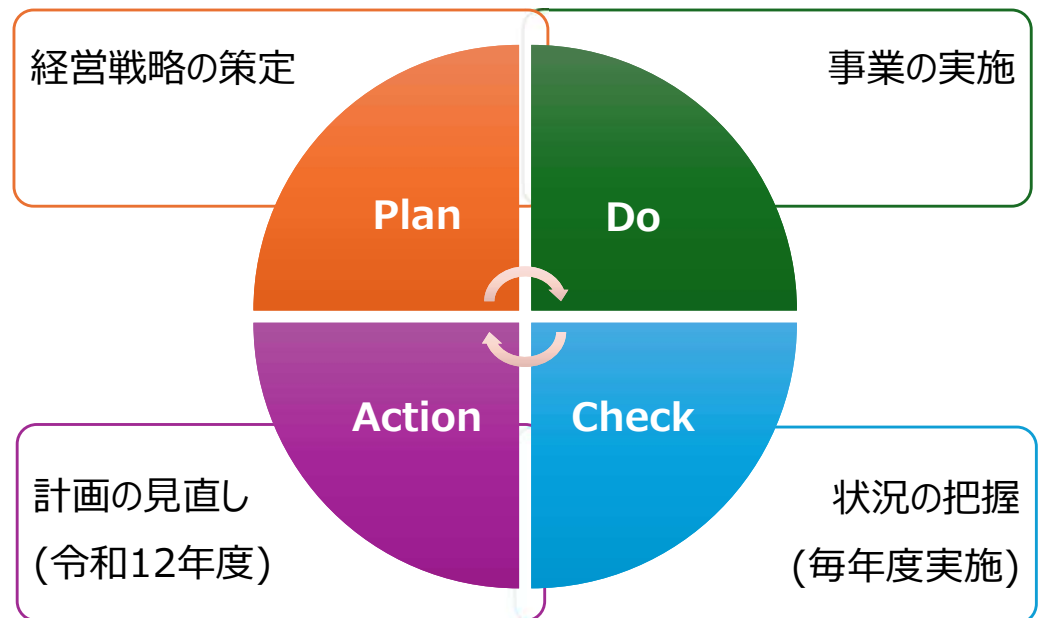 経営戦略の策定
事業の実施
Plan
Do
Action
Check
計画の見直し
(令和12年度)
状況の把握
(毎年度実施)